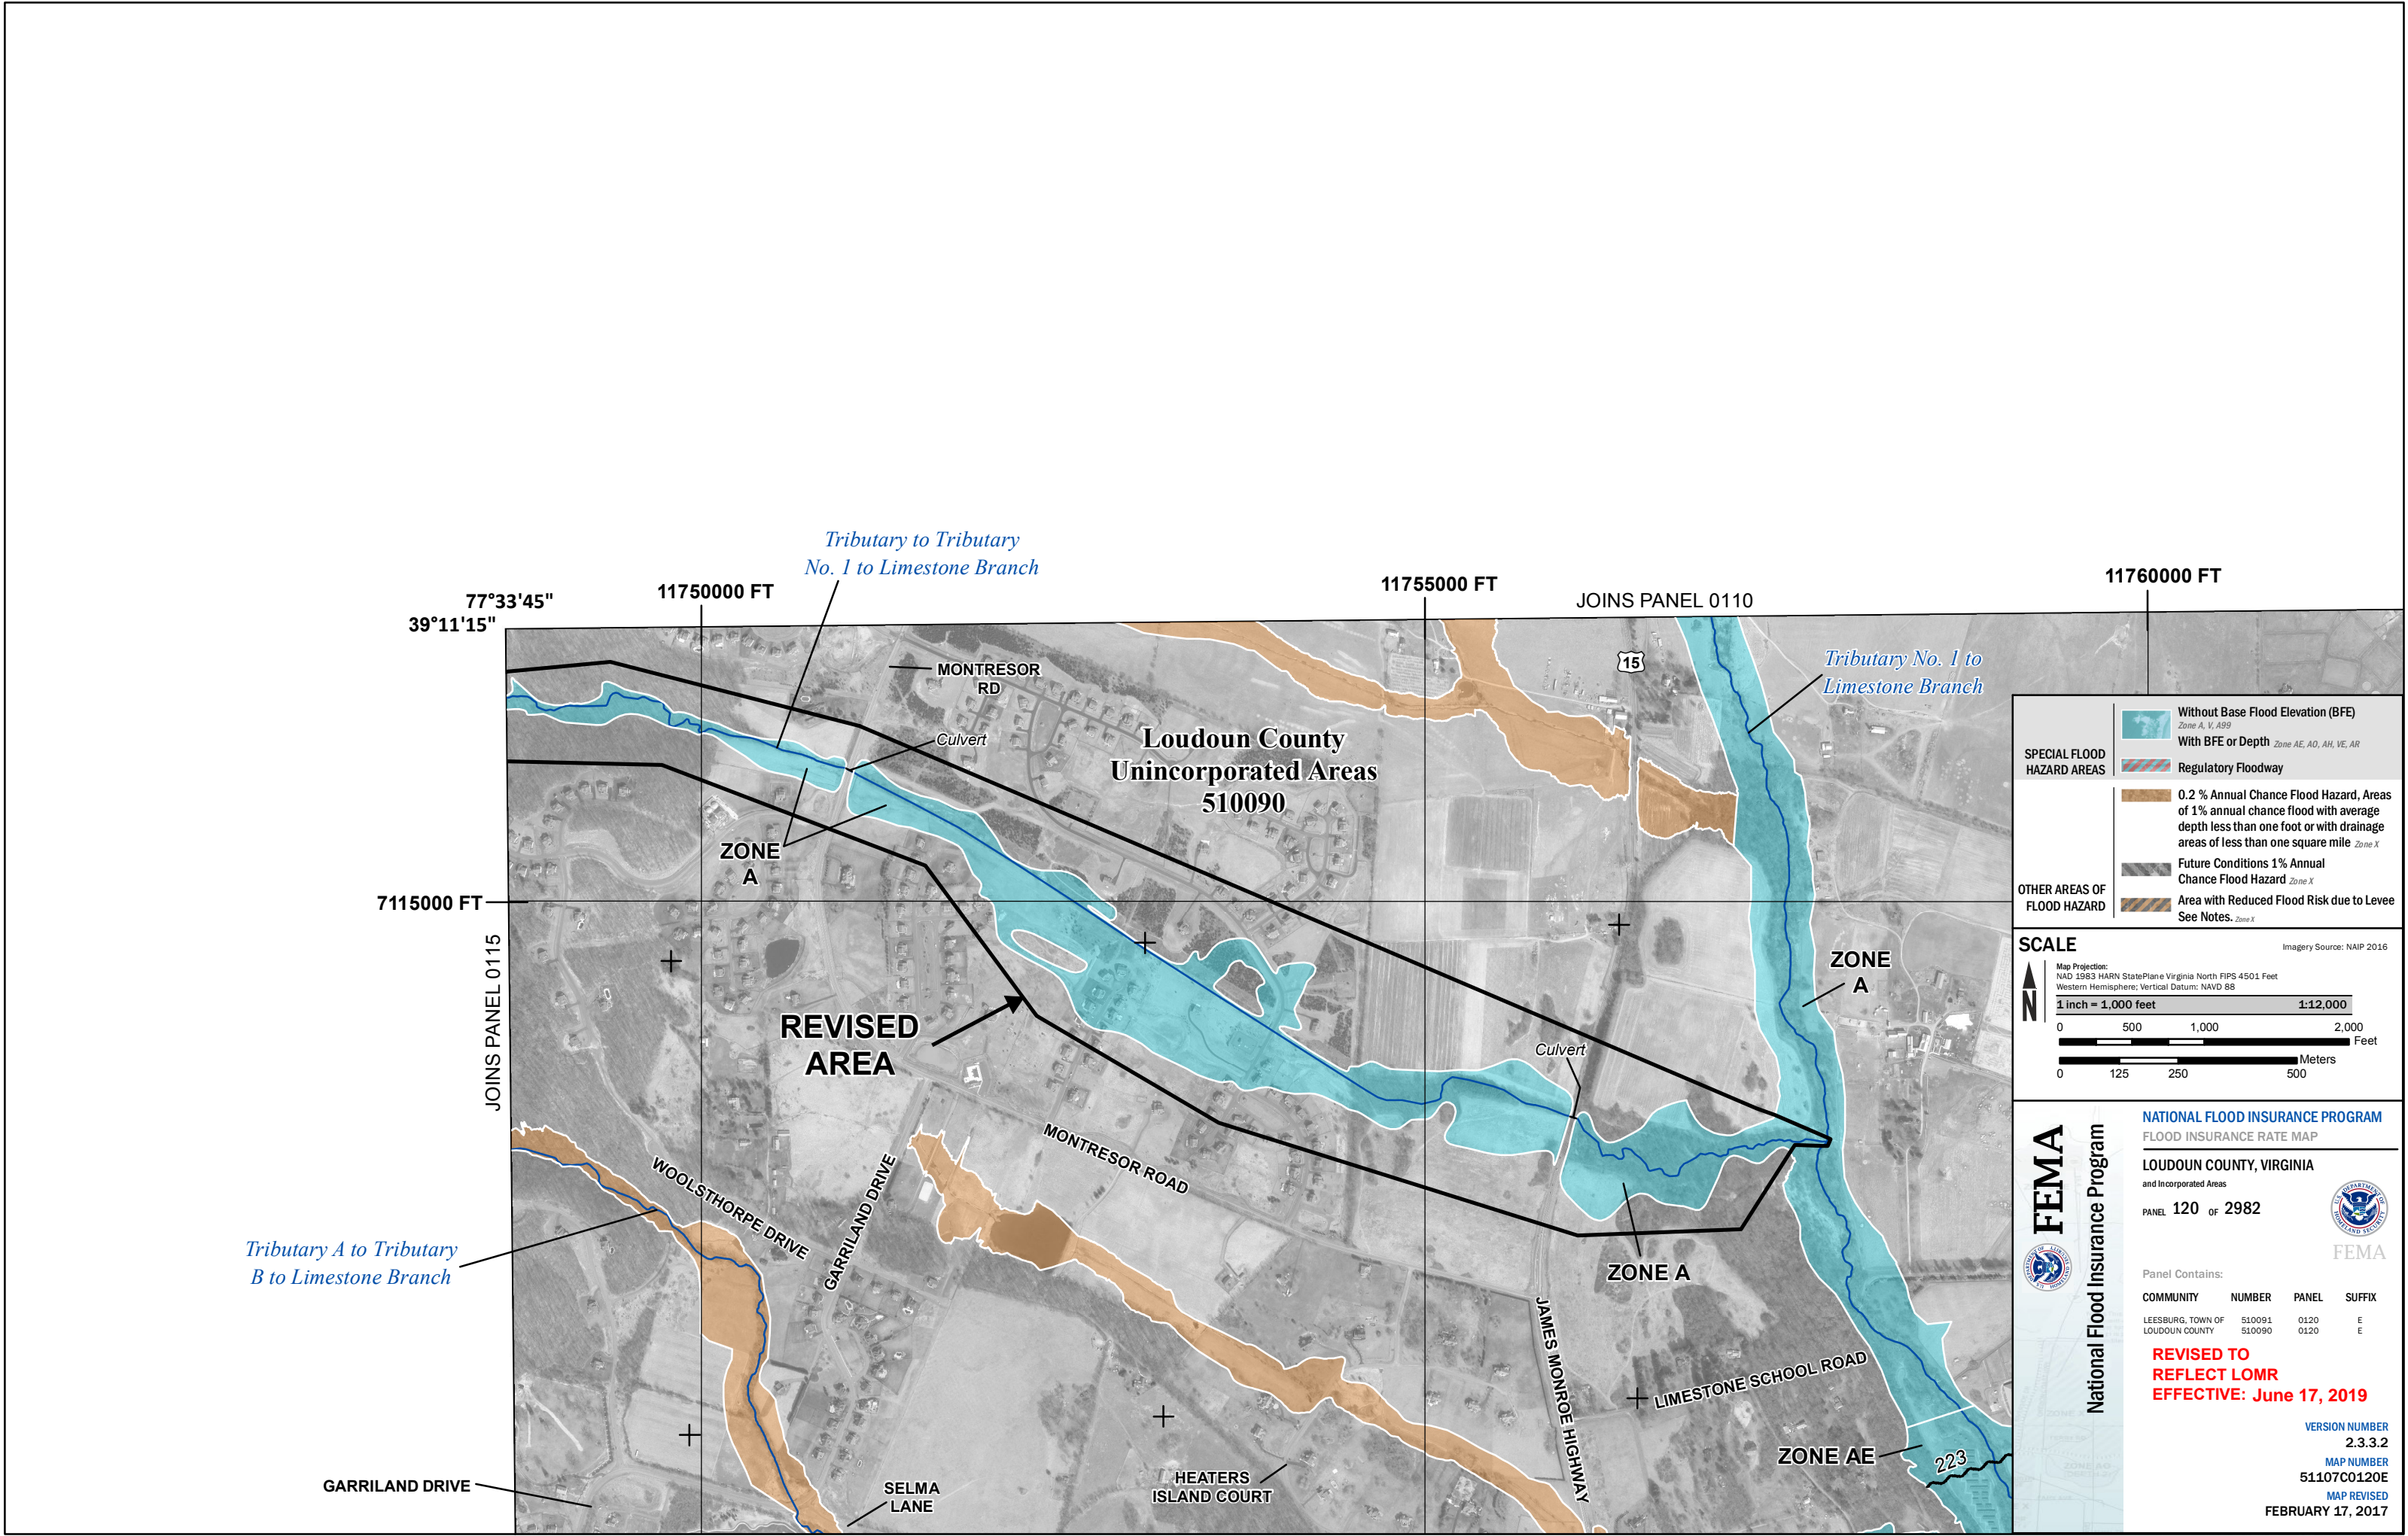 Tributary to Tributary
No. 1 to Limestone Branch
11750000 FT
11755000 FT
11760000 FT
JOINS PANEL 0110
77°33'45"
39°11'15"
MONTRESOR
RD
15
Tributary No. 1 to
Limestone Branch
Culvert
Loudoun County
Unincorporated Areas
510090
ZONE
A
7115000 FT
JOINS PANEL 0115
ZONE
A
REVISED
AREA
Culvert
MONTRESOR ROAD
WOOLSTHORPE DRIVE
GARRILAND DRIVE
Tributary A to Tributary
B to Limestone Branch
ZONE A
JAMES MONROE HIGHWAY
LIMESTONE SCHOOL ROAD
ZONE AE
223
GARRILAND DRIVE
SELMA
LANE
HEATERS
ISLAND COURT
SPECIAL FLOOD
HAZARD AREAS
Without Base Flood Elevation (BFE)
Zone A, V, A99
With BFE or Depth Zone AE, AO, AH, VE, AR
Regulatory Floodway
OTHER AREAS OF
FLOOD HAZARD
0.2 % Annual Chance Flood Hazard, Areas
of 1% annual chance flood with average
depth less than one foot or with drainage
areas of less than one square mile Zone X
Future Conditions 1% Annual
Chance Flood Hazard Zone X
Area with Reduced Flood Risk due to Levee
See Notes. Zone X
SCALE
Imagery Source: NAIP 2016
Map Projection:
NAD 1983 HARN StatePlane Virginia North FIPS 4501 Feet
Western Hemisphere; Vertical Datum: NAVD 88
N
1 inch = 1,000 feet 1:12,000
0 500 1,000 2,000
Feet
Meters
0 125 250 500
FEMA
National Flood Insurance Program
NATIONAL FLOOD INSURANCE PROGRAM
FLOOD INSURANCE RATE MAP
LOUDOUN COUNTY, VIRGINIA
and Incorporated Areas
PANEL 120 OF 2982
FEMA
Panel Contains:
COMMUNITY NUMBER PANEL SUFFIX
LEESBURG, TOWN OF 510091 0120 E
LOUDOUN COUNTY 510090 0120 E
REVISED TO
REFLECT LOMR
EFFECTIVE: June 17, 2019
VERSION NUMBER
2.3.3.2
MAP NUMBER
51107C0120E
MAP REVISED
FEBRUARY 17, 2017